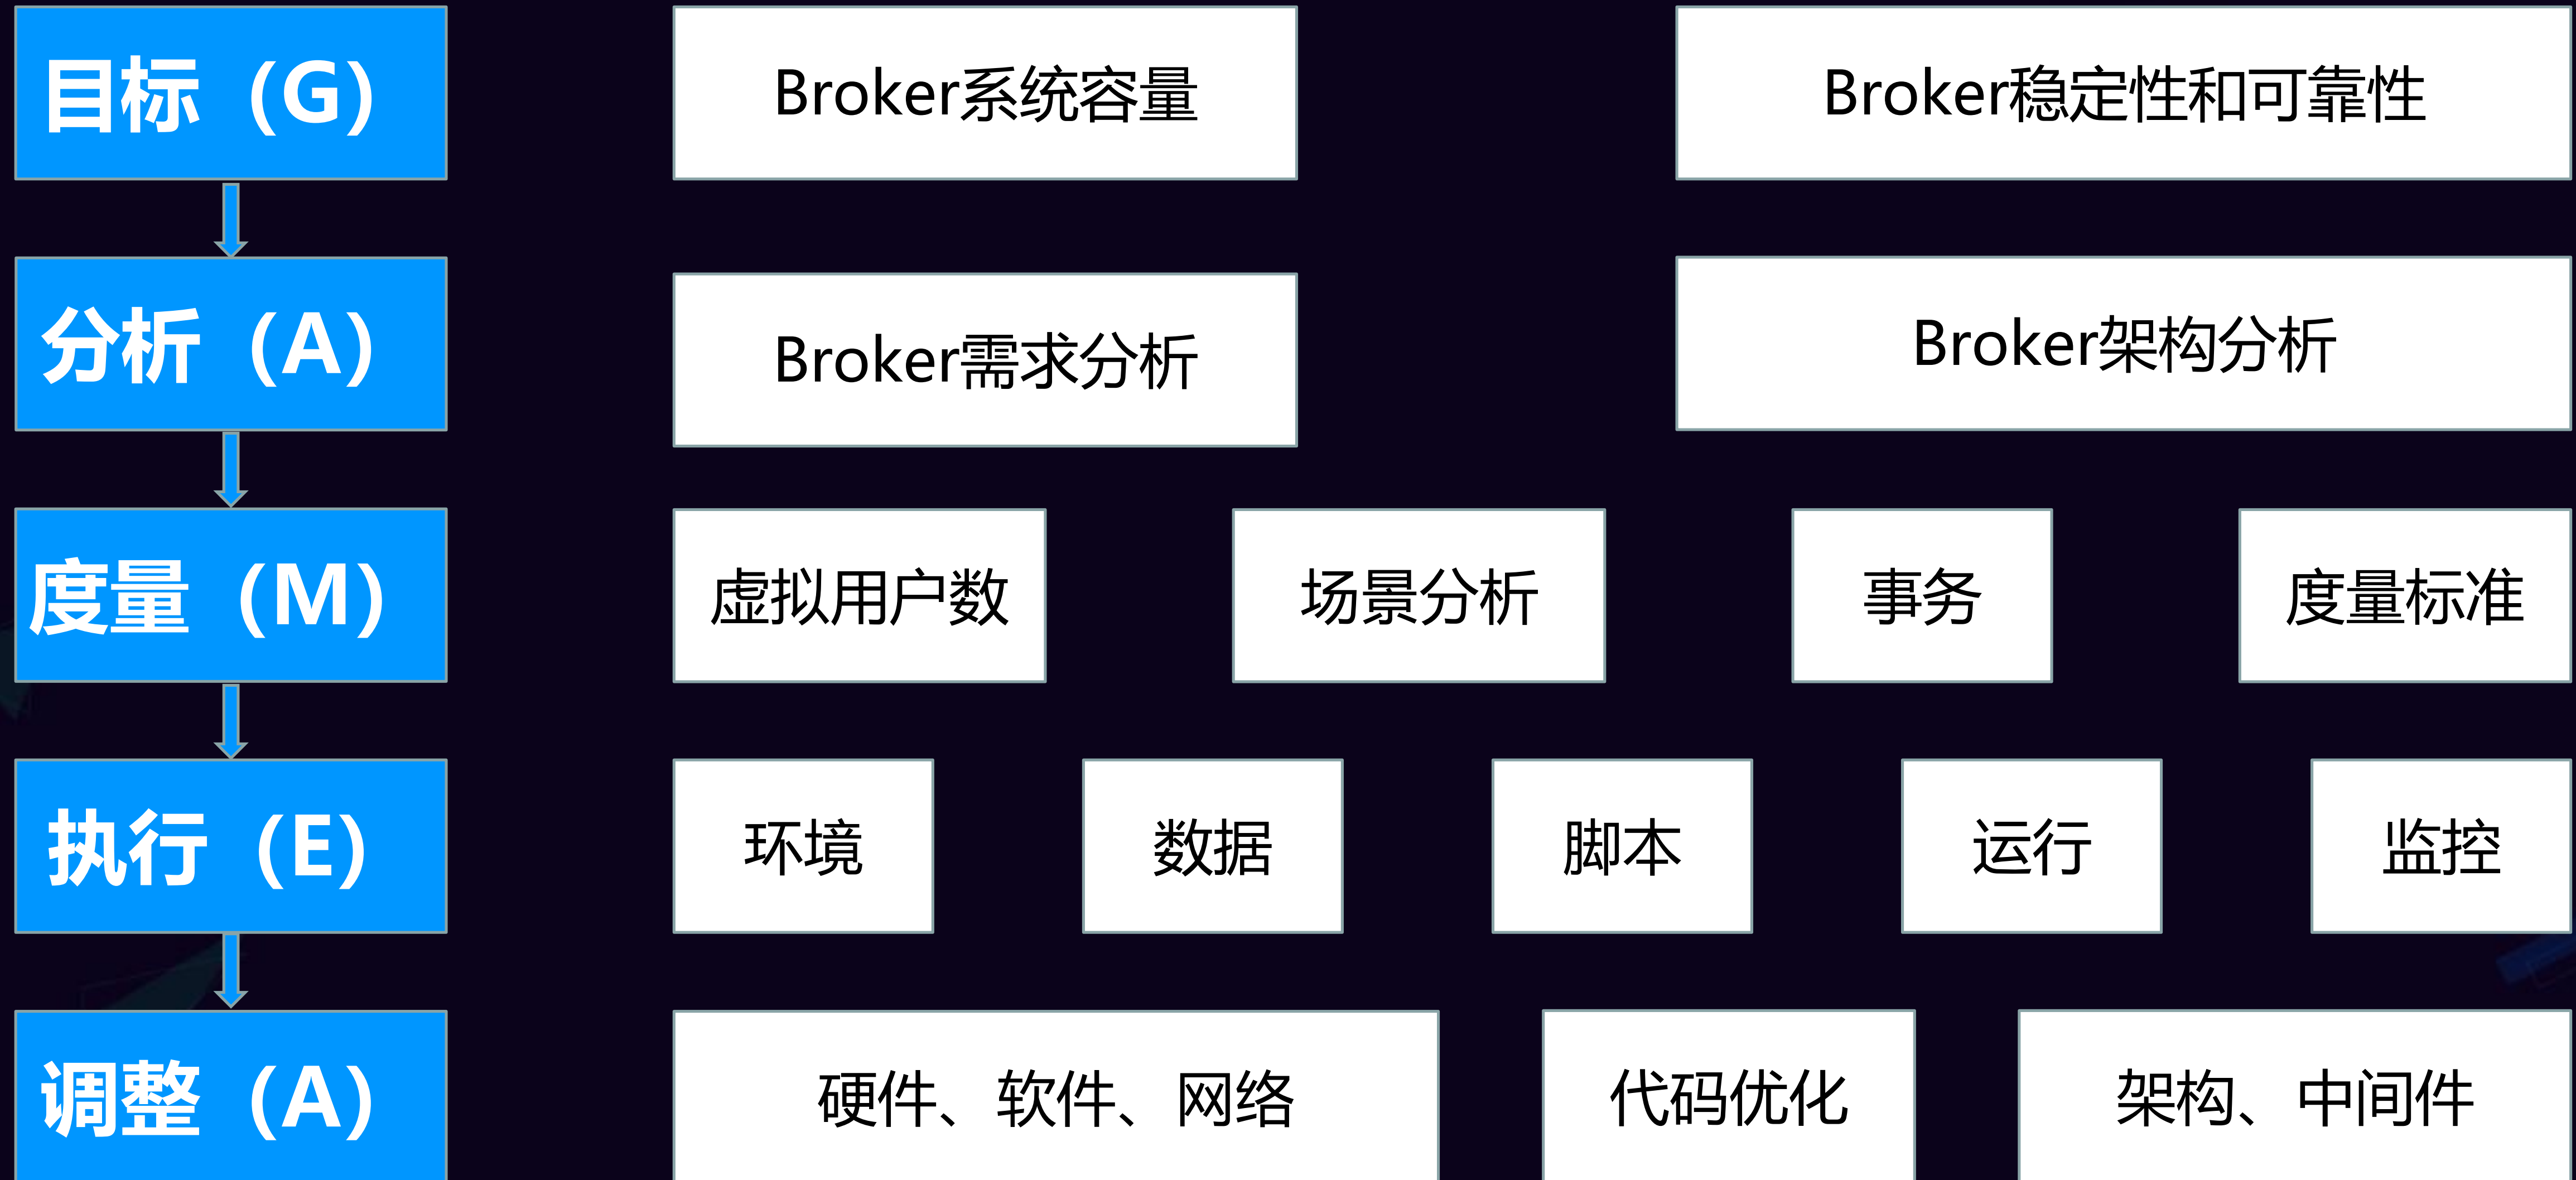 目标（G）
Broker系统容量
Broker稳定性和可靠性
分析（A）
Broker需求分析
Broker架构分析
度量（M）
虚拟用户数
场景分析
事务
度量标准
执行（E）
环境
数据
脚本
运行
监控
调整（A）
硬件、软件、网络
代码优化
架构、中间件